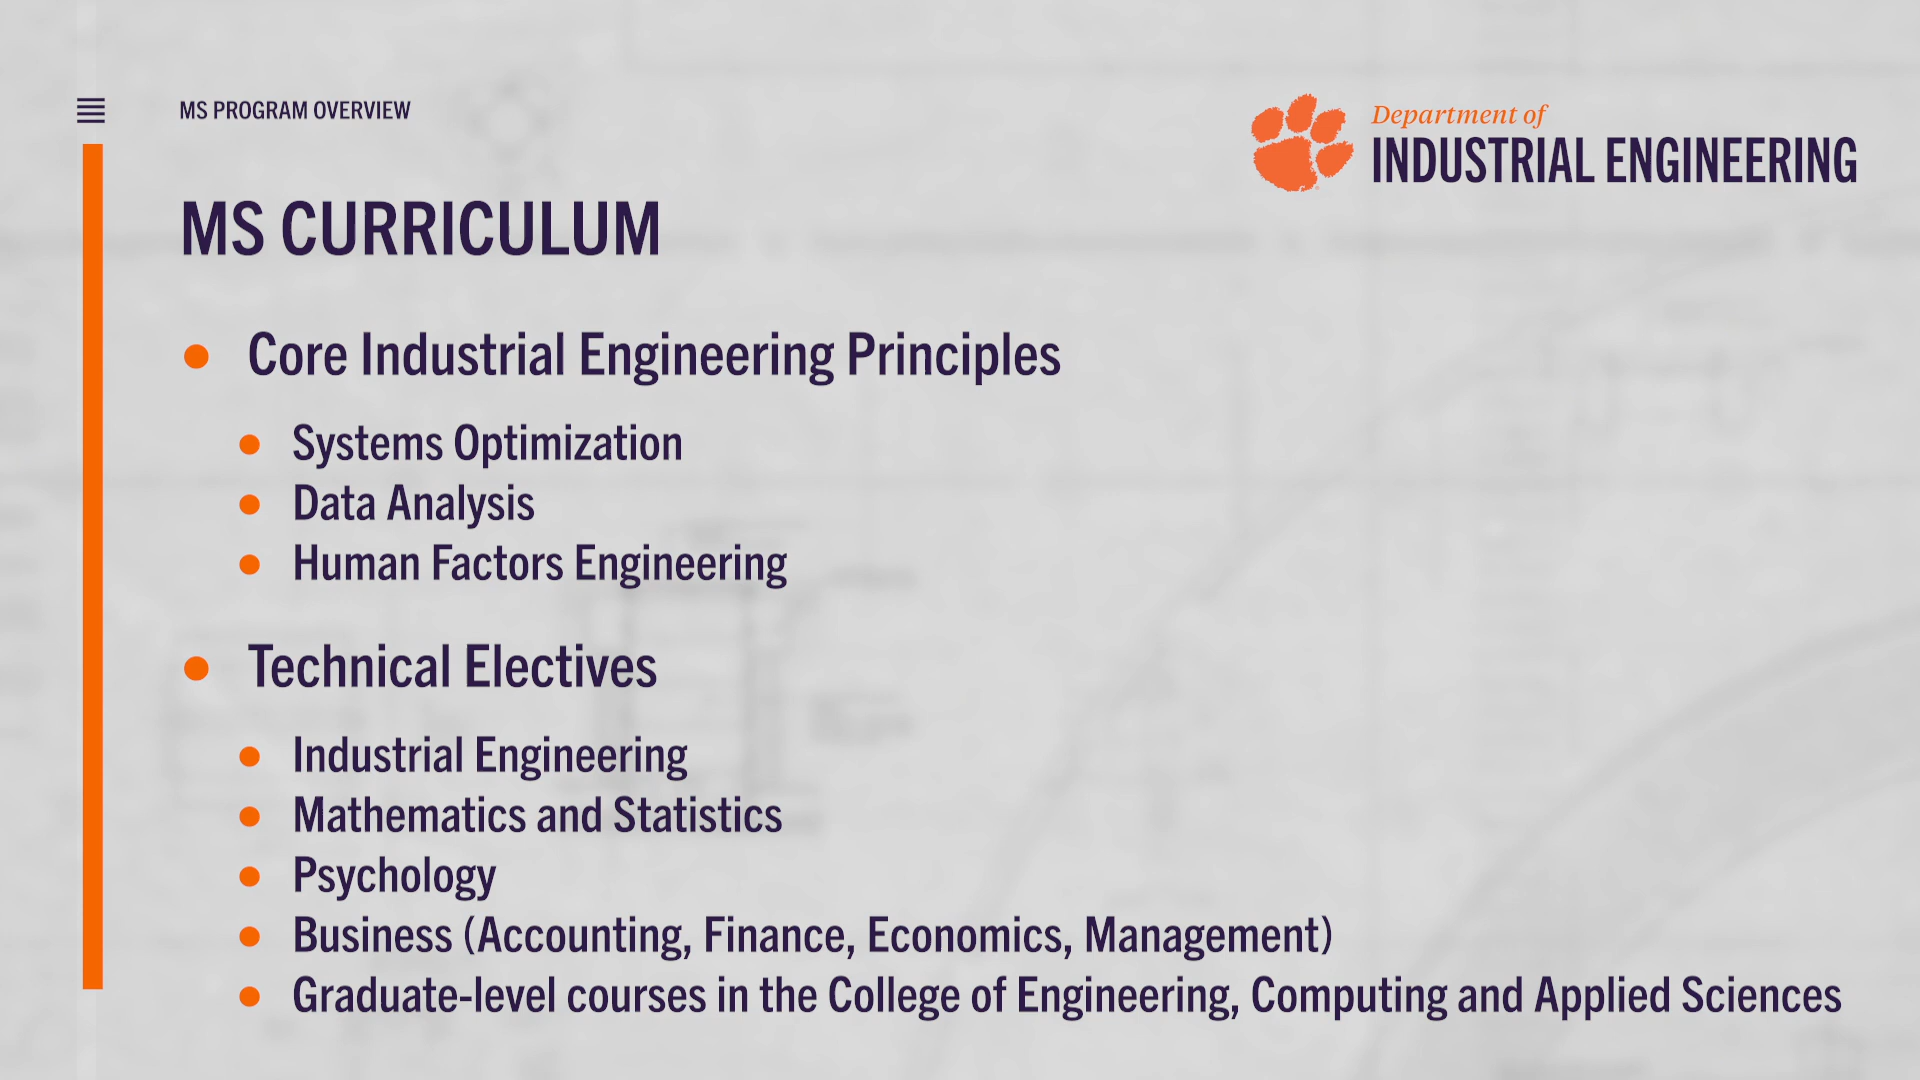 MS PROGRAM OVERVIEW
Department of
INDUSTRIAL ENGINEERING
MS CURRICULUM
Core Industrial Engineering Principles
Systems Optimization
Data Analysis
Human Factors Engineering
Technical Electives
Industrial Engineering
Mathematics and Statistics
Psychology
Business (Accounting, Finance, Economics, Management)
Graduate-level courses in the College of Engineering, Computing and Applied Sciences